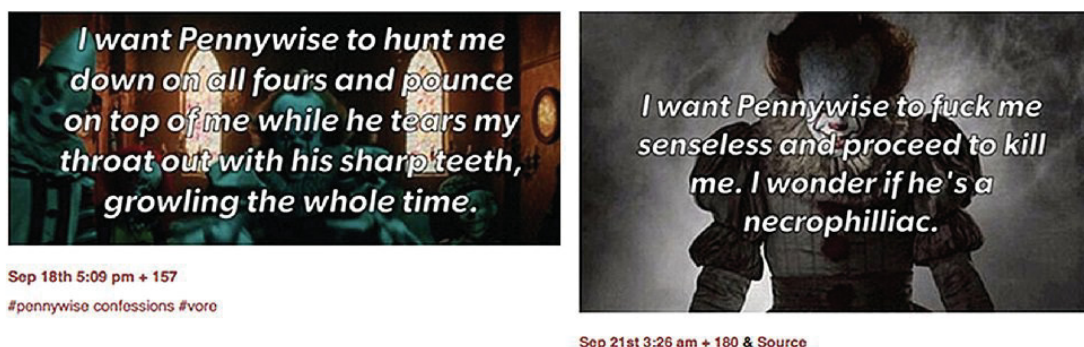 I want Pennywise to hunt me
down on all fours and pounce
on top of me while he tears my
throat out with his sharp teeth,
growling the whole time.
Sep 18th 5:09 pm + 157
#pennywise confessions #vore
I want Pennywise to fuck me
senseless and proceed to kill
me. I wonder if he's a
necrophilliac.
Sep 21st 3:26 am + 180 & Source